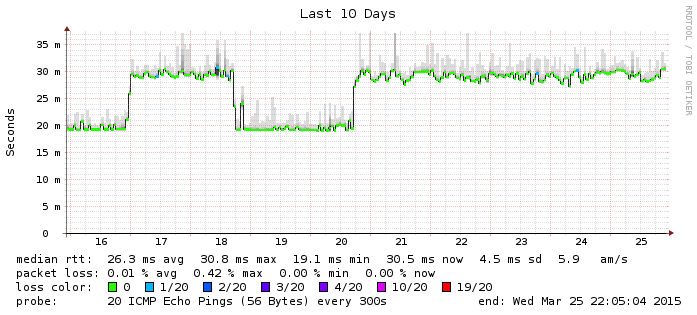 Last 10 Days
RRDTOOL / TOBI OETIKER
Seconds
35 m
30 m
25 m
20 m
15 m
10 m
5 m
0
16 17 18 19 20 21 22 23 24 25
median rtt: 26.3 ms avg 30.8 ms max 19.1 ms min 30.5 ms now 4.5 ms sd 5.9 am/s
packet loss: 0.01 % avg 0.42 % max 0.00 % min 0.00 % now
loss color: 0 1/20 2/20 3/20 4/20 10/20 19/20
probe: 20 ICMP Echo Pings (56 Bytes) every 300s end: Wed Mar 25 22:05:04 2015